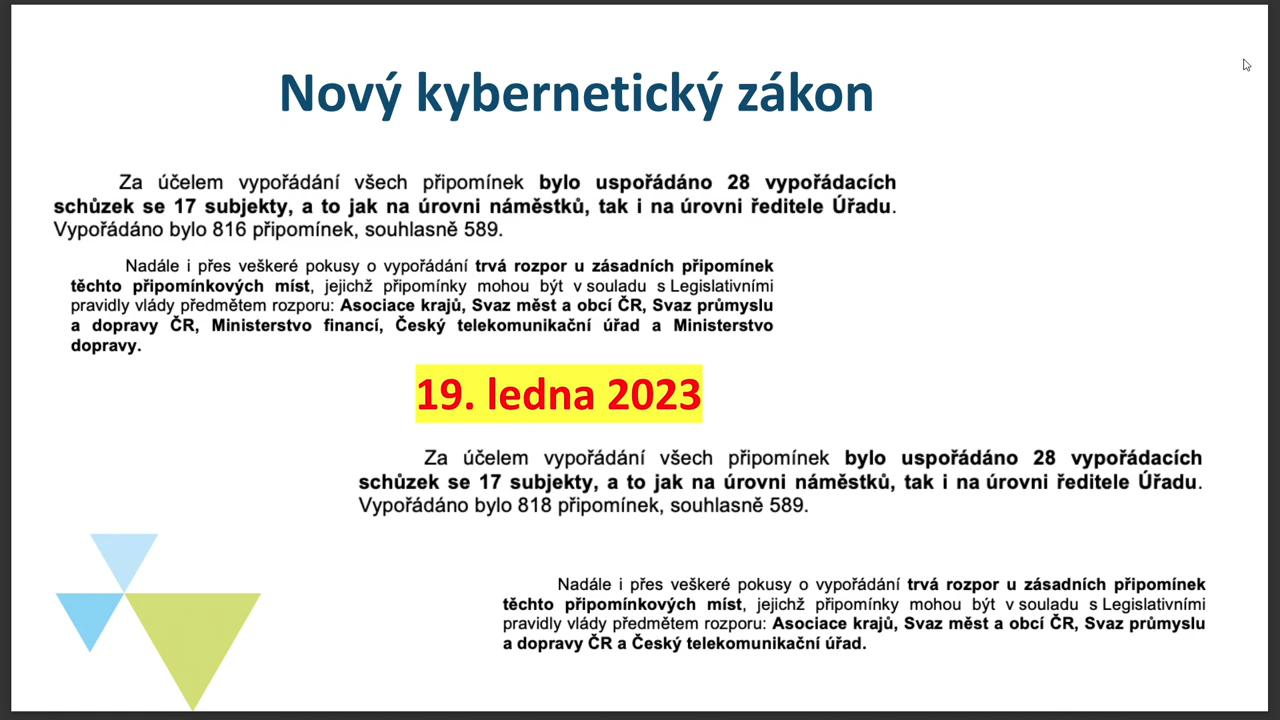 Nový kybernetický zákon
Za účelem vypořádání všech připomínek bylo uspořádáno 28 vypořádacích
schůzek se 17 subjekty, a to jak na úrovni náměstků, tak i na úrovni ředitele Úřadu.
Vypořádáno bylo 816 připomínek, souhlasně 589.
Nadále i přes veškeré pokusy o vypořádání trvá rozpor u zásadních připomínek
těchto připomínkových míst, jejichž připomínky mohou být v souladu s Legislativními
pravidly vlády předmětem rozporu: Asociace krajů, Svaz měst a obcí ČR, Svaz průmyslu
a dopravy ČR, Ministerstvo financí, Český telekomunikační úřad a Ministerstvo
dopravy.
19. ledna 2023
Za účelem vypořádání všech připomínek bylo uspořádáno 28 vypořádacích
schůzek se 17 subjekty, a to jak na úrovni náměstků, tak i na úrovni ředitele Úřadu.
Vypořádáno bylo 818 připomínek, souhlasně 589.
Nadále i přes veškeré pokusy o vypořádání trvá rozpor u zásadních připomínek
těchto připomínkových míst, jejichž připomínky mohou být v souladu s Legislativními
pravidly vlády předmětem rozporu: Asociace krajů, Svaz měst a obcí ČR, Svaz průmyslu
a dopravy ČR a Český telekomunikační úřad.